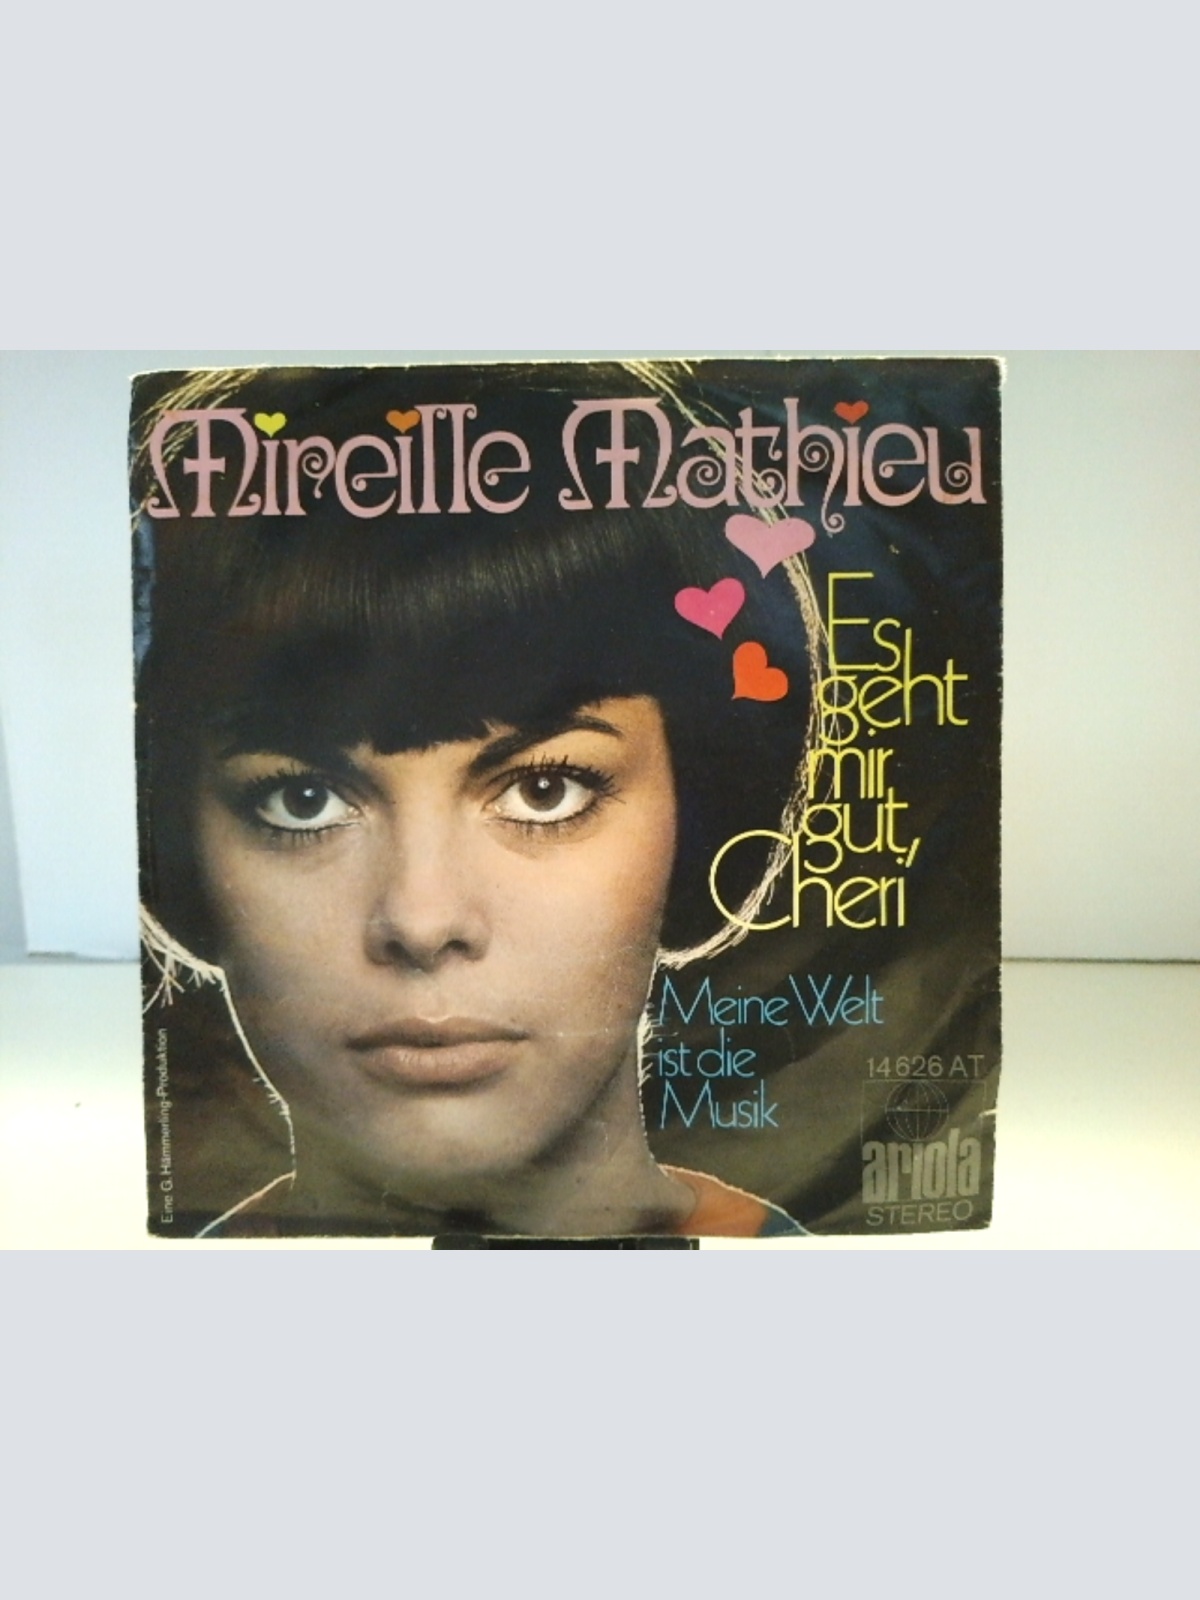 Mireille Mathieu
Es
geht
mir
gut,
Cheri
Meine Welt
ist die
Musik
14 626 AT
ariola
STEREO
Eine G. Hämmerling-Produktion